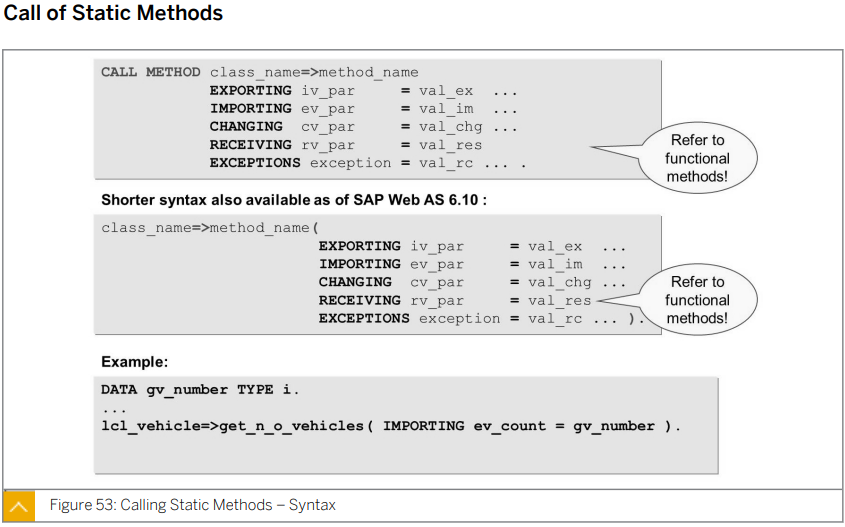 Call of Static Methods
CALL METHOD class_name=>method_name
EXPORTING iv_par = val_ex ...
IMPORTING ev_par = val_im ...
CHANGING cv_par = val_chg ...
RECEIVING rv_par = val_res
EXCEPTIONS exception = val_rc ... .
Refer to
functional
methods!
Shorter syntax also available as of SAP Web AS 6.10 :
class_name=>method_name(
EXPORTING iv_par = val_ex ...
IMPORTING ev_par = val_im ...
CHANGING cv_par = val_chg ...
RECEIVING rv_par = val_res
EXCEPTIONS exception = val_rc ... ).
Refer to
functional
methods!
Example:
DATA gv_number TYPE i.
...
lcl_vehicle=>get_n_o_vehicles( IMPORTING ev_count = gv_number ).
Figure 53: Calling Static Methods – Syntax